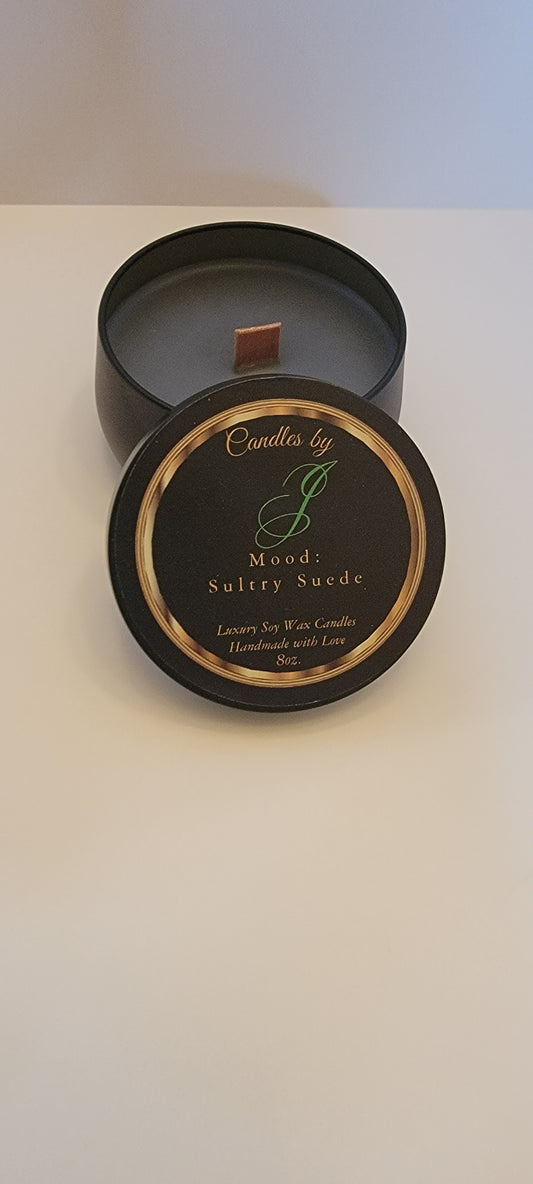 Candles by
J
Mood:
Sultry Suede
Luxury Soy Wax Candles
Handmade with Love
8oz.